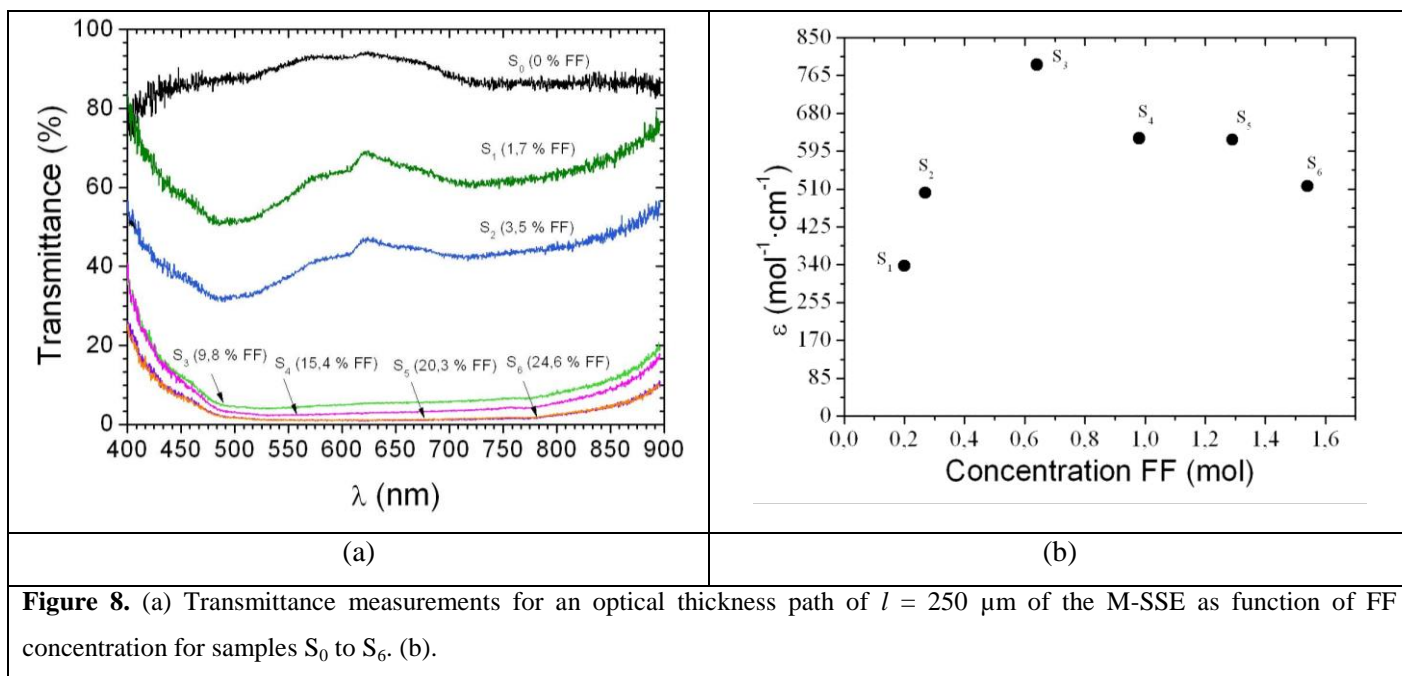 100
80
60
40
20
0
Transmittance (%)
S0 (0 % FF)
S1 (1,7 % FF)
S2 (3,5 % FF)
S3 (9,8 % FF)
S4 (15,4 % FF)
S5 (20,3 % FF)
S6 (24,6 % FF)
400 450 500 550 600 650 700 750 800 850 900
λ (nm)
850
765
680
595
510
425
340
255
170
85
0
ε (mol-1·cm-1)
S3
S4
S5
S2
S6
S1
0,0 0,2 0,4 0,6 0,8 1,0 1,2 1,4 1,6
Concentration FF (mol)
(a)
(b)
Figure 8. (a) Transmittance measurements for an optical thickness path of l = 250 µm of the M-SSE as function of FF
concentration for samples S0 to S6. (b).